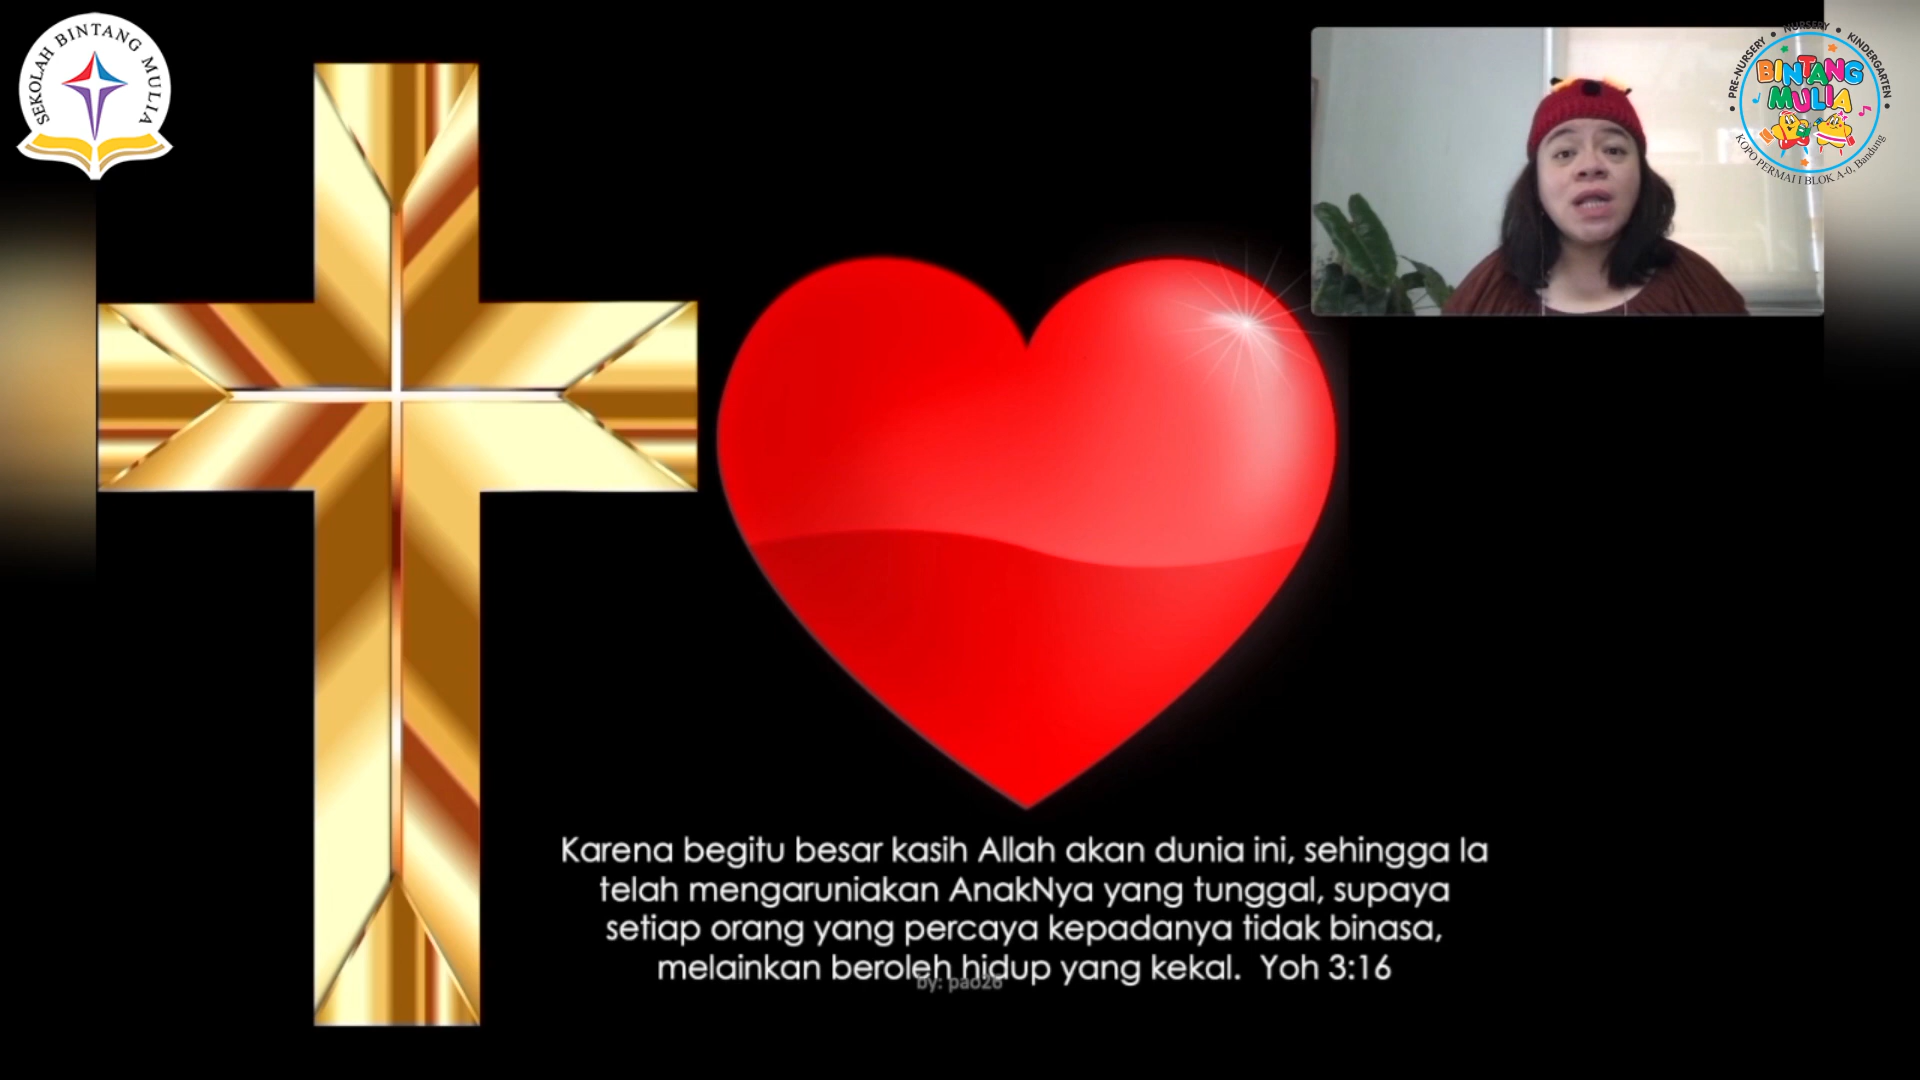 SEKOLAH BINTANG MULIA
• PRE-NURSERY • NURSERY • KINDERGARTEN •
BINTANG
MULIA
KOPO PERMAI I BLOK A-0, Bandung
Karena begitu besar kasih Allah akan dunia ini, sehingga Ia
telah mengaruniakan AnakNya yang tunggal, supaya
setiap orang yang percaya kepadanya tidak binasa,
melainkan beroleh hidup yang kekal.  Yoh 3:16
by: pao26